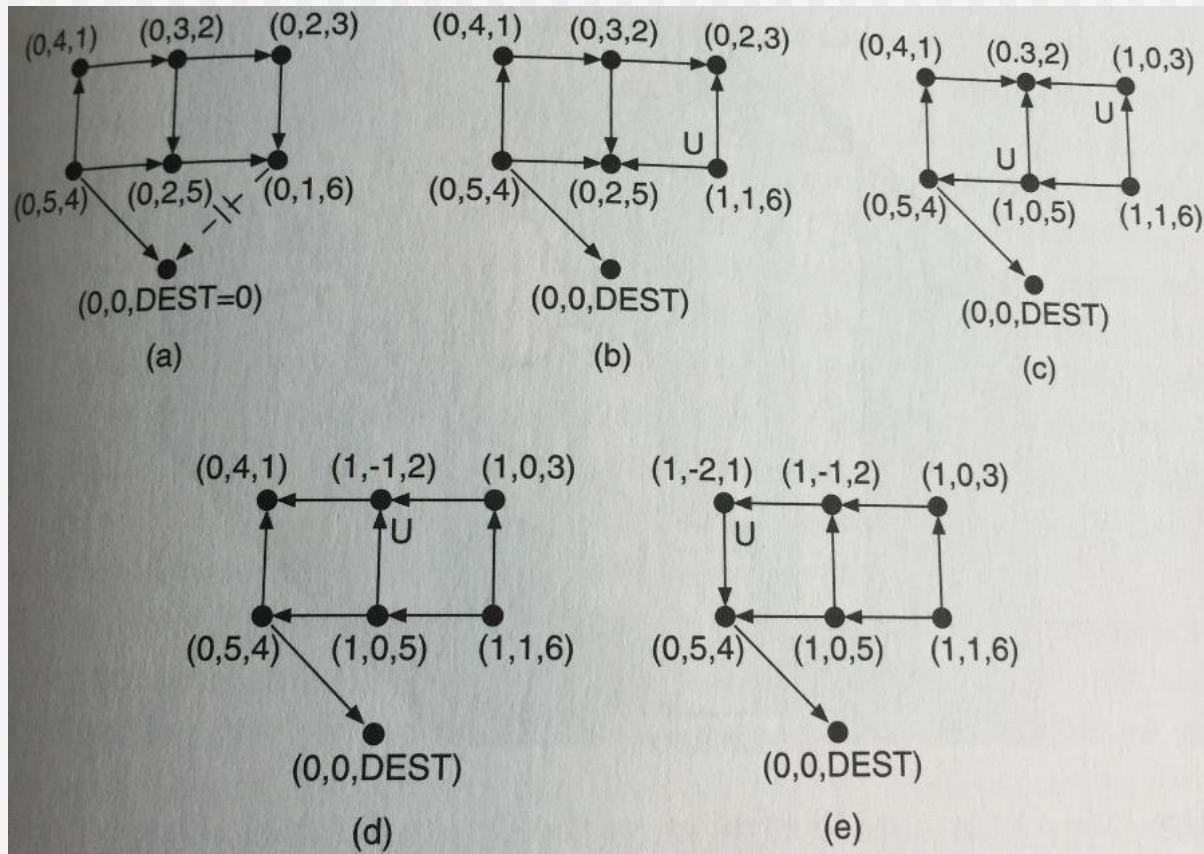 (0,4,1) (0,3,2) (0,2,3)
(0,5,4) (0,2,5) (0,1,6)
(0,0,DEST=0)
(a)
(0,4,1) (0,3,2) (0,2,3)
U
(0,5,4) (0,2,5) (1,1,6)
(0,0,DEST)
(b)
(0,4,1) (0.3,2) (1,0,3)
U
U
(0,5,4) (1,0,5) (1,1,6)
(0,0,DEST)
(c)
(0,4,1) (1,-1,2) (1,0,3)
U
(0,5,4) (1,0,5) (1,1,6)
(0,0,DEST)
(d)
(1,-2,1) (1,-1,2) (1,0,3)
U
(0,5,4) (1,0,5) (1,1,6)
(0,0,DEST)
(e)